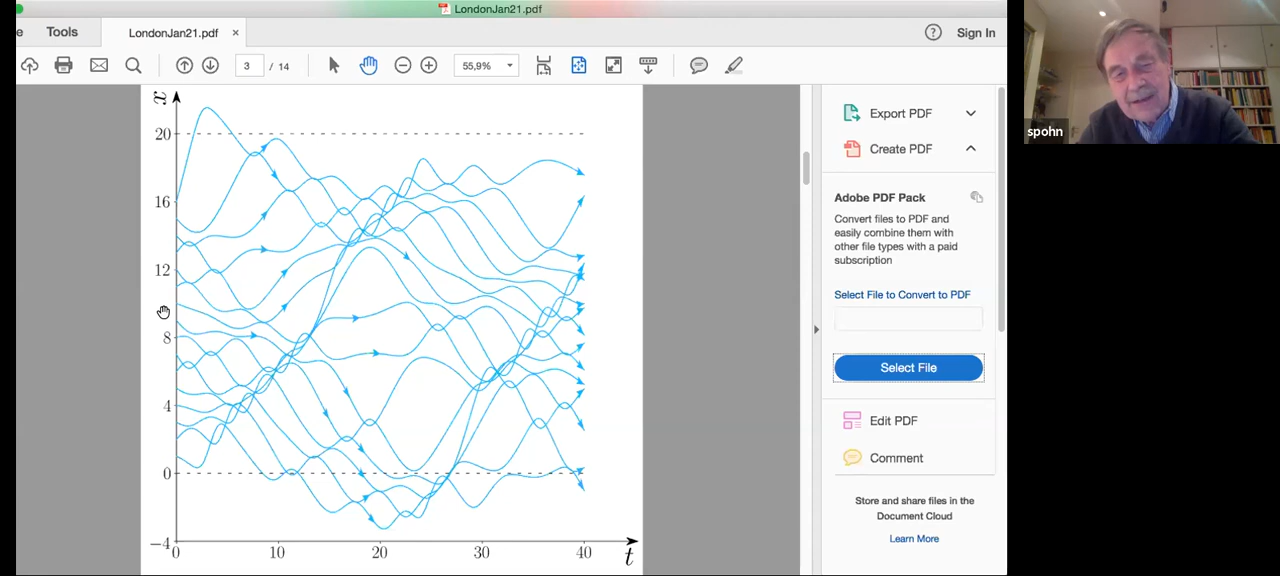 LondonJan21.pdf
e Tools LondonJan21.pdf × ? Sign In
3 / 14 55,9%
x
20
16
12
8
4
0
−4
0 10 20 30 40
t
Export PDF
Create PDF
Adobe PDF Pack
Convert files to PDF and
easily combine them with
other file types with a paid
subscription
Select File to Convert to PDF
Select File
Edit PDF
Comment
Store and share files in the
Document Cloud
Learn More
spohn